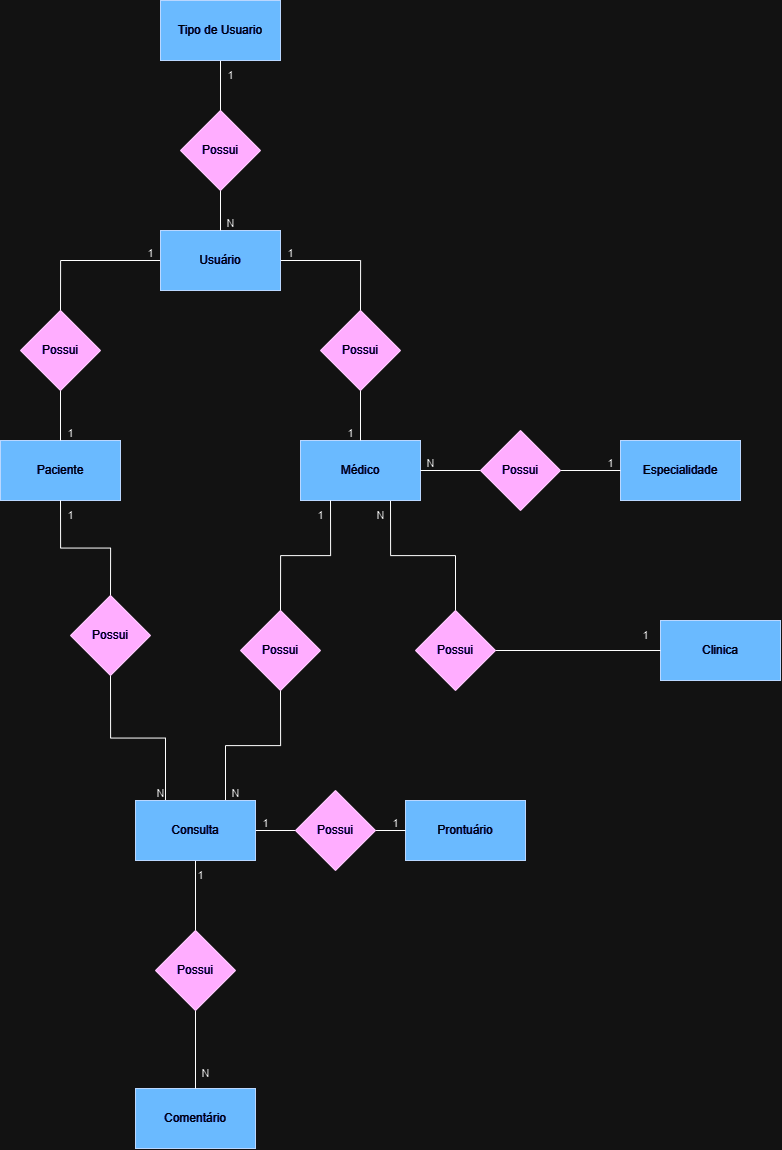 Tipo de Usuario
1
Possui
N
1
Usuário
1
Possui
Possui
1
1
Paciente
Médico
N
Possui
1
Especialidade
1
1
N
Possui
Possui
Possui
1
Clinica
N
N
Consulta
1
Possui
1
Prontuário
1
Possui
N
Comentário